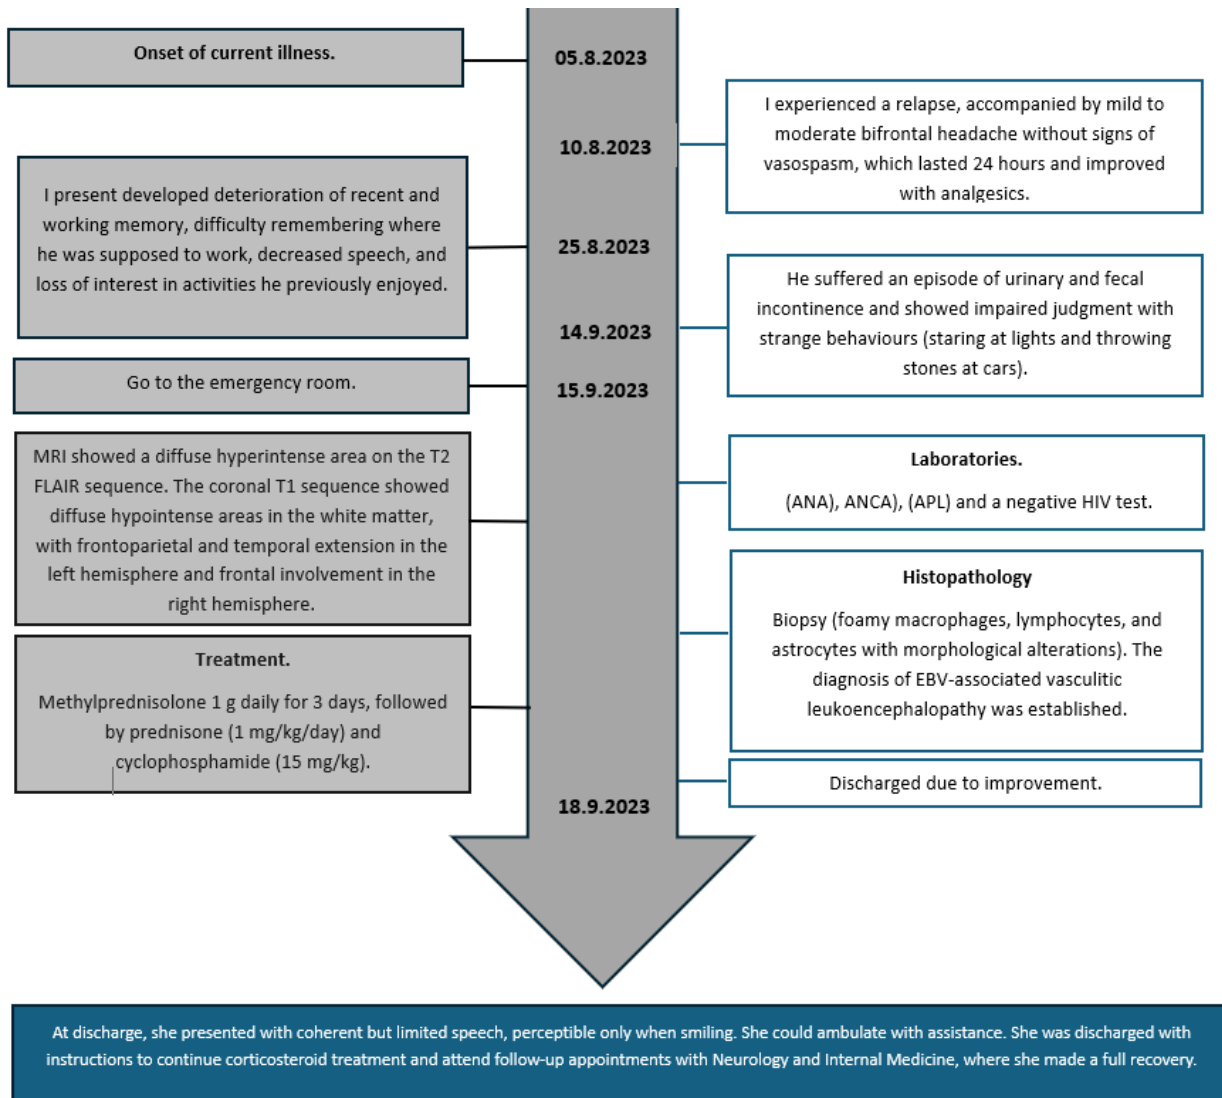 Onset of current illness.
05.8.2023
I experienced a relapse, accompanied by mild to
moderate bifrontal headache without signs of
vasospasm, which lasted 24 hours and improved
with analgesics.
10.8.2023
I present developed deterioration of recent and
working memory, difficulty remembering where
he was supposed to work, decreased speech, and
loss of interest in activities he previously enjoyed.
25.8.2023
He suffered an episode of urinary and fecal
incontinence and showed impaired judgment with
strange behaviours (staring at lights and throwing
stones at cars).
14.9.2023
Go to the emergency room.
15.9.2023
MRI showed a diffuse hyperintense area on the T2
FLAIR sequence. The coronal T1 sequence showed
diffuse hypointense areas in the white matter,
with frontoparietal and temporal extension in the
left hemisphere and frontal involvement in the
right hemisphere.
Laboratories.
(ANA), ANCA), (APL) and a negative HIV test.
Histopathology
Biopsy (foamy macrophages, lymphocytes, and
astrocytes with morphological alterations). The
diagnosis of EBV-associated vasculitic
leukoencephalopathy was established.
Treatment.
Methylprednisolone 1 g daily for 3 days, followed
by prednisone (1 mg/kg/day) and
cyclophosphamide (15 mg/kg).
Discharged due to improvement.
18.9.2023
At discharge, she presented with coherent but limited speech, perceptible only when smiling. She could ambulate with assistance. She was discharged with
instructions to continue corticosteroid treatment and attend follow-up appointments with Neurology and Internal Medicine, where she made a full recovery.